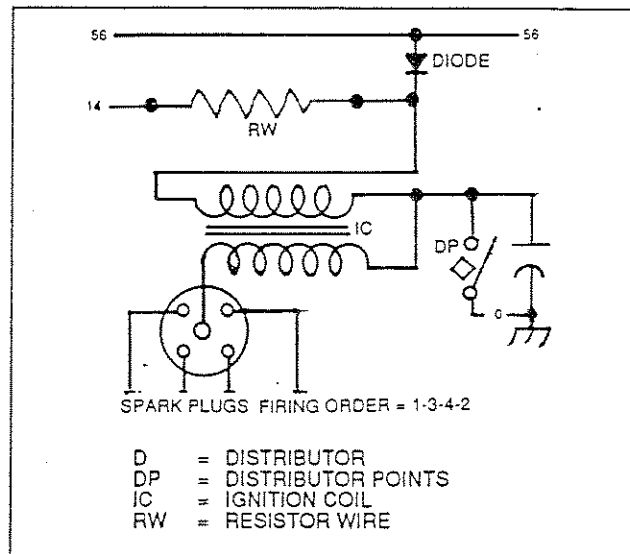 56 56
DIODE
14
RW
IC
DP
0
SPARK PLUGS FIRING ORDER = 1-3-4-2
D = DISTRIBUTOR
DP = DISTRIBUTOR POINTS
IC = IGNITION COIL
RW = RESISTOR WIRE